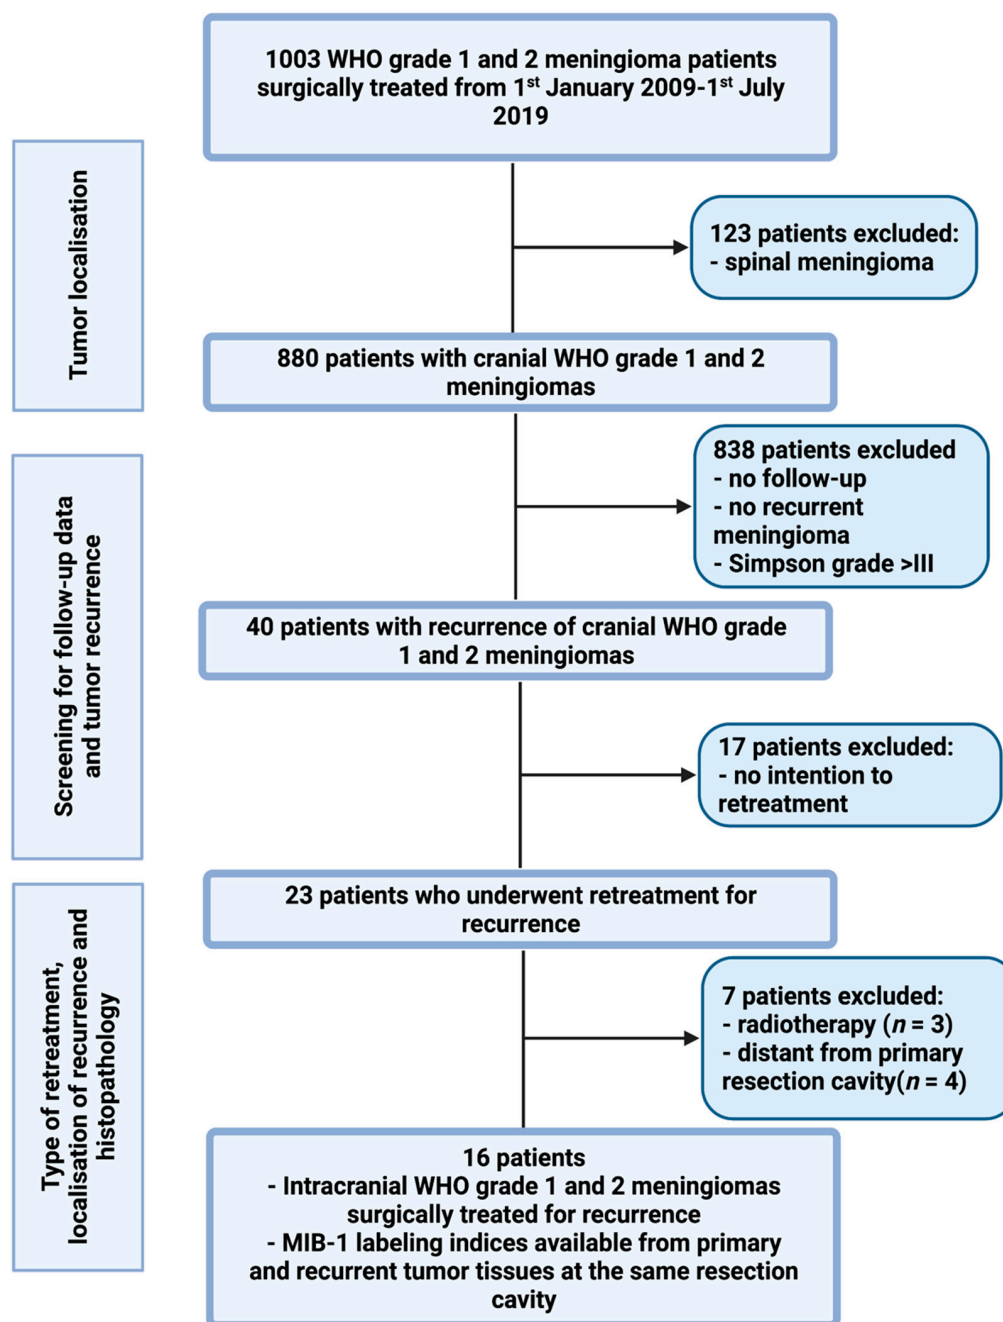 1003 WHO grade 1 and 2 meningioma patients
surgically treated from 1st January 2009-1st July
2019
Tumor localisation
123 patients excluded:
- spinal meningioma
880 patients with cranial WHO grade 1 and 2
meningiomas
Screening for follow-up data
and tumor recurrence
838 patients excluded
- no follow-up
- no recurrent
meningioma
- Simpson grade >III
40 patients with recurrence of cranial WHO grade
1 and 2 meningiomas
17 patients excluded:
- no intention to
retreatment
23 patients who underwent retreatment for
recurrence
Type of retreatment,
localisation of recurrence and
histopathology
7 patients excluded:
- radiotherapy (n = 3)
- distant from primary
resection cavity(n = 4)
16 patients
- Intracranial WHO grade 1 and 2 meningiomas
surgically treated for recurrence
- MIB-1 labeling indices available from primary
and recurrent tumor tissues at the same resection
cavity